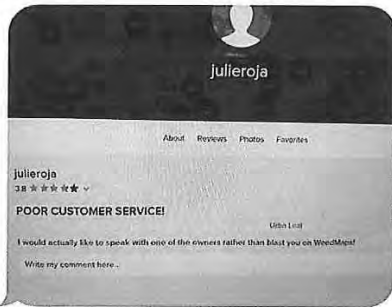 julieroja
About Reviews Photos Favorites
julieroja
3.8
POOR CUSTOMER SERVICE!
Urbn Leaf
I would actually like to speak with one of the owners rather than blast you on WeedMaps!
Write my comment here..